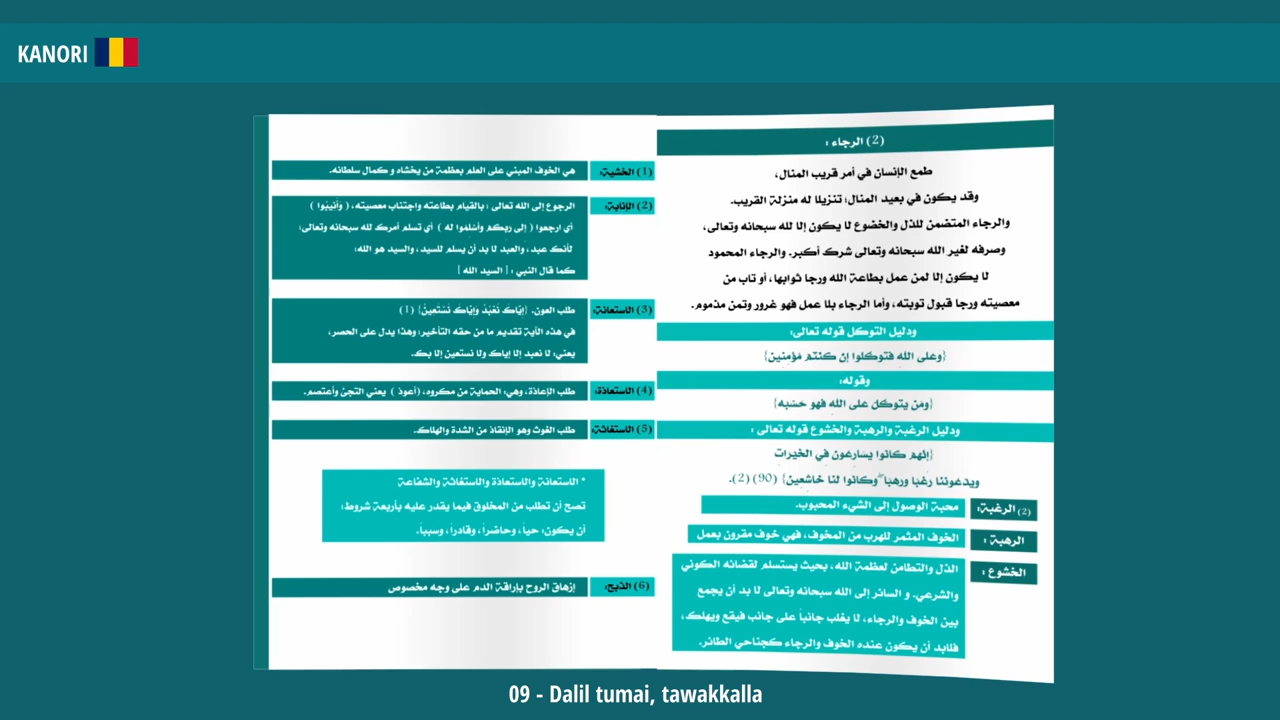 KANORI
(2) الرجاء :
طمع الإنسان في أمر قريب المنال،
وقد يكون في بعيد المنال؛ تنزيلا له منزلة القريب.
والرجاء المتضمن للذل والخضوع لا يكون إلا لله سبحانه وتعالى،
وصرفه لغير الله سبحانه وتعالى شرك أكبر. والرجاء المحمود
لا يكون إلا لمن عمل بطاعة الله ورجا ثوابها، أو تاب من
معصيته ورجا قبول توبته، وأما الرجاء بلا عمل فهو غرور وتمن مذموم.
ودليل التوكل قوله تعالى:
{وعلى الله فتوكلوا إن كنتم مؤمنين}
وقوله:
{ومن يتوكل على الله فهو حسبه}
ودليل الرغبة والرهبة والخشوع قوله تعالى :
{إنهم كانوا يسارعون في الخيرات
ويدعوننا رغبا ورهبا وكانوا لنا خاشعين} (90) (2).
(2) الرغبة: محبة الوصول إلى الشيء المحبوب.
الرهبة : الخوف المثمر للهرب من المخوف، فهي خوف مقرون بعمل
الخشوع : الذل والتطامن لعظمة الله، بحيث يستسلم لقضائه الكوني
والشرعي. و السائر إلى الله سبحانه وتعالى لا بد أن يجمع
بين الخوف والرجاء، لا يغلب جانباً على جانب فيقع ويهلك،
فلابد أن يكون عنده الخوف والرجاء كجناحي الطائر.
(1) الخشية: هي الخوف المبني على العلم بعظمة من يخشاه و كمال سلطانه.
(2) الإنابة: الرجوع إلى الله تعالى ؛ بالقيام بطاعته واجتناب معصيته، ( وَأَنِيبُوا )
أي ارجعوا ( إلى ربكم وأسلموا له ) أي تسلم أمرك لله سبحانه وتعالى؛
لأنك عبد، والعبد لا بد أن يسلم للسيد، والسيد هو الله؛
كما قال النبي : [ السيد الله ]
(3) الاستعانة: طلب العون. {إِيَّاكَ نَعْبُدُ وَإِيَّاكَ نَسْتَعِينُ} (1)
في هذه الآية تقديم ما من حقه التأخير؛ وهذا يدل على الحصر،
يعني: لا نعبد إلا إياك ولا نستعين إلا بك.
(4) الاستعاذة: طلب الإعاذة، وهي: الحماية من مكروه، (أعوذ ) يعني التجئ وأعتصم.
(5) الاستغاثة: طلب الغوث وهو الإنقاذ من الشدة والهلاك.
* الاستعانة والاستعاذة والاستغاثة والشفاعة
تصح أن تطلب من المخلوق فيما يقدر عليه بأربعة شروط:
أن يكون: حياً، وحاضراً، وقادراً، وسبباً.
(6) الذبح: إزهاق الروح بإراقة الدم على وجه مخصوص
09 - Dalil tumai, tawakkalla